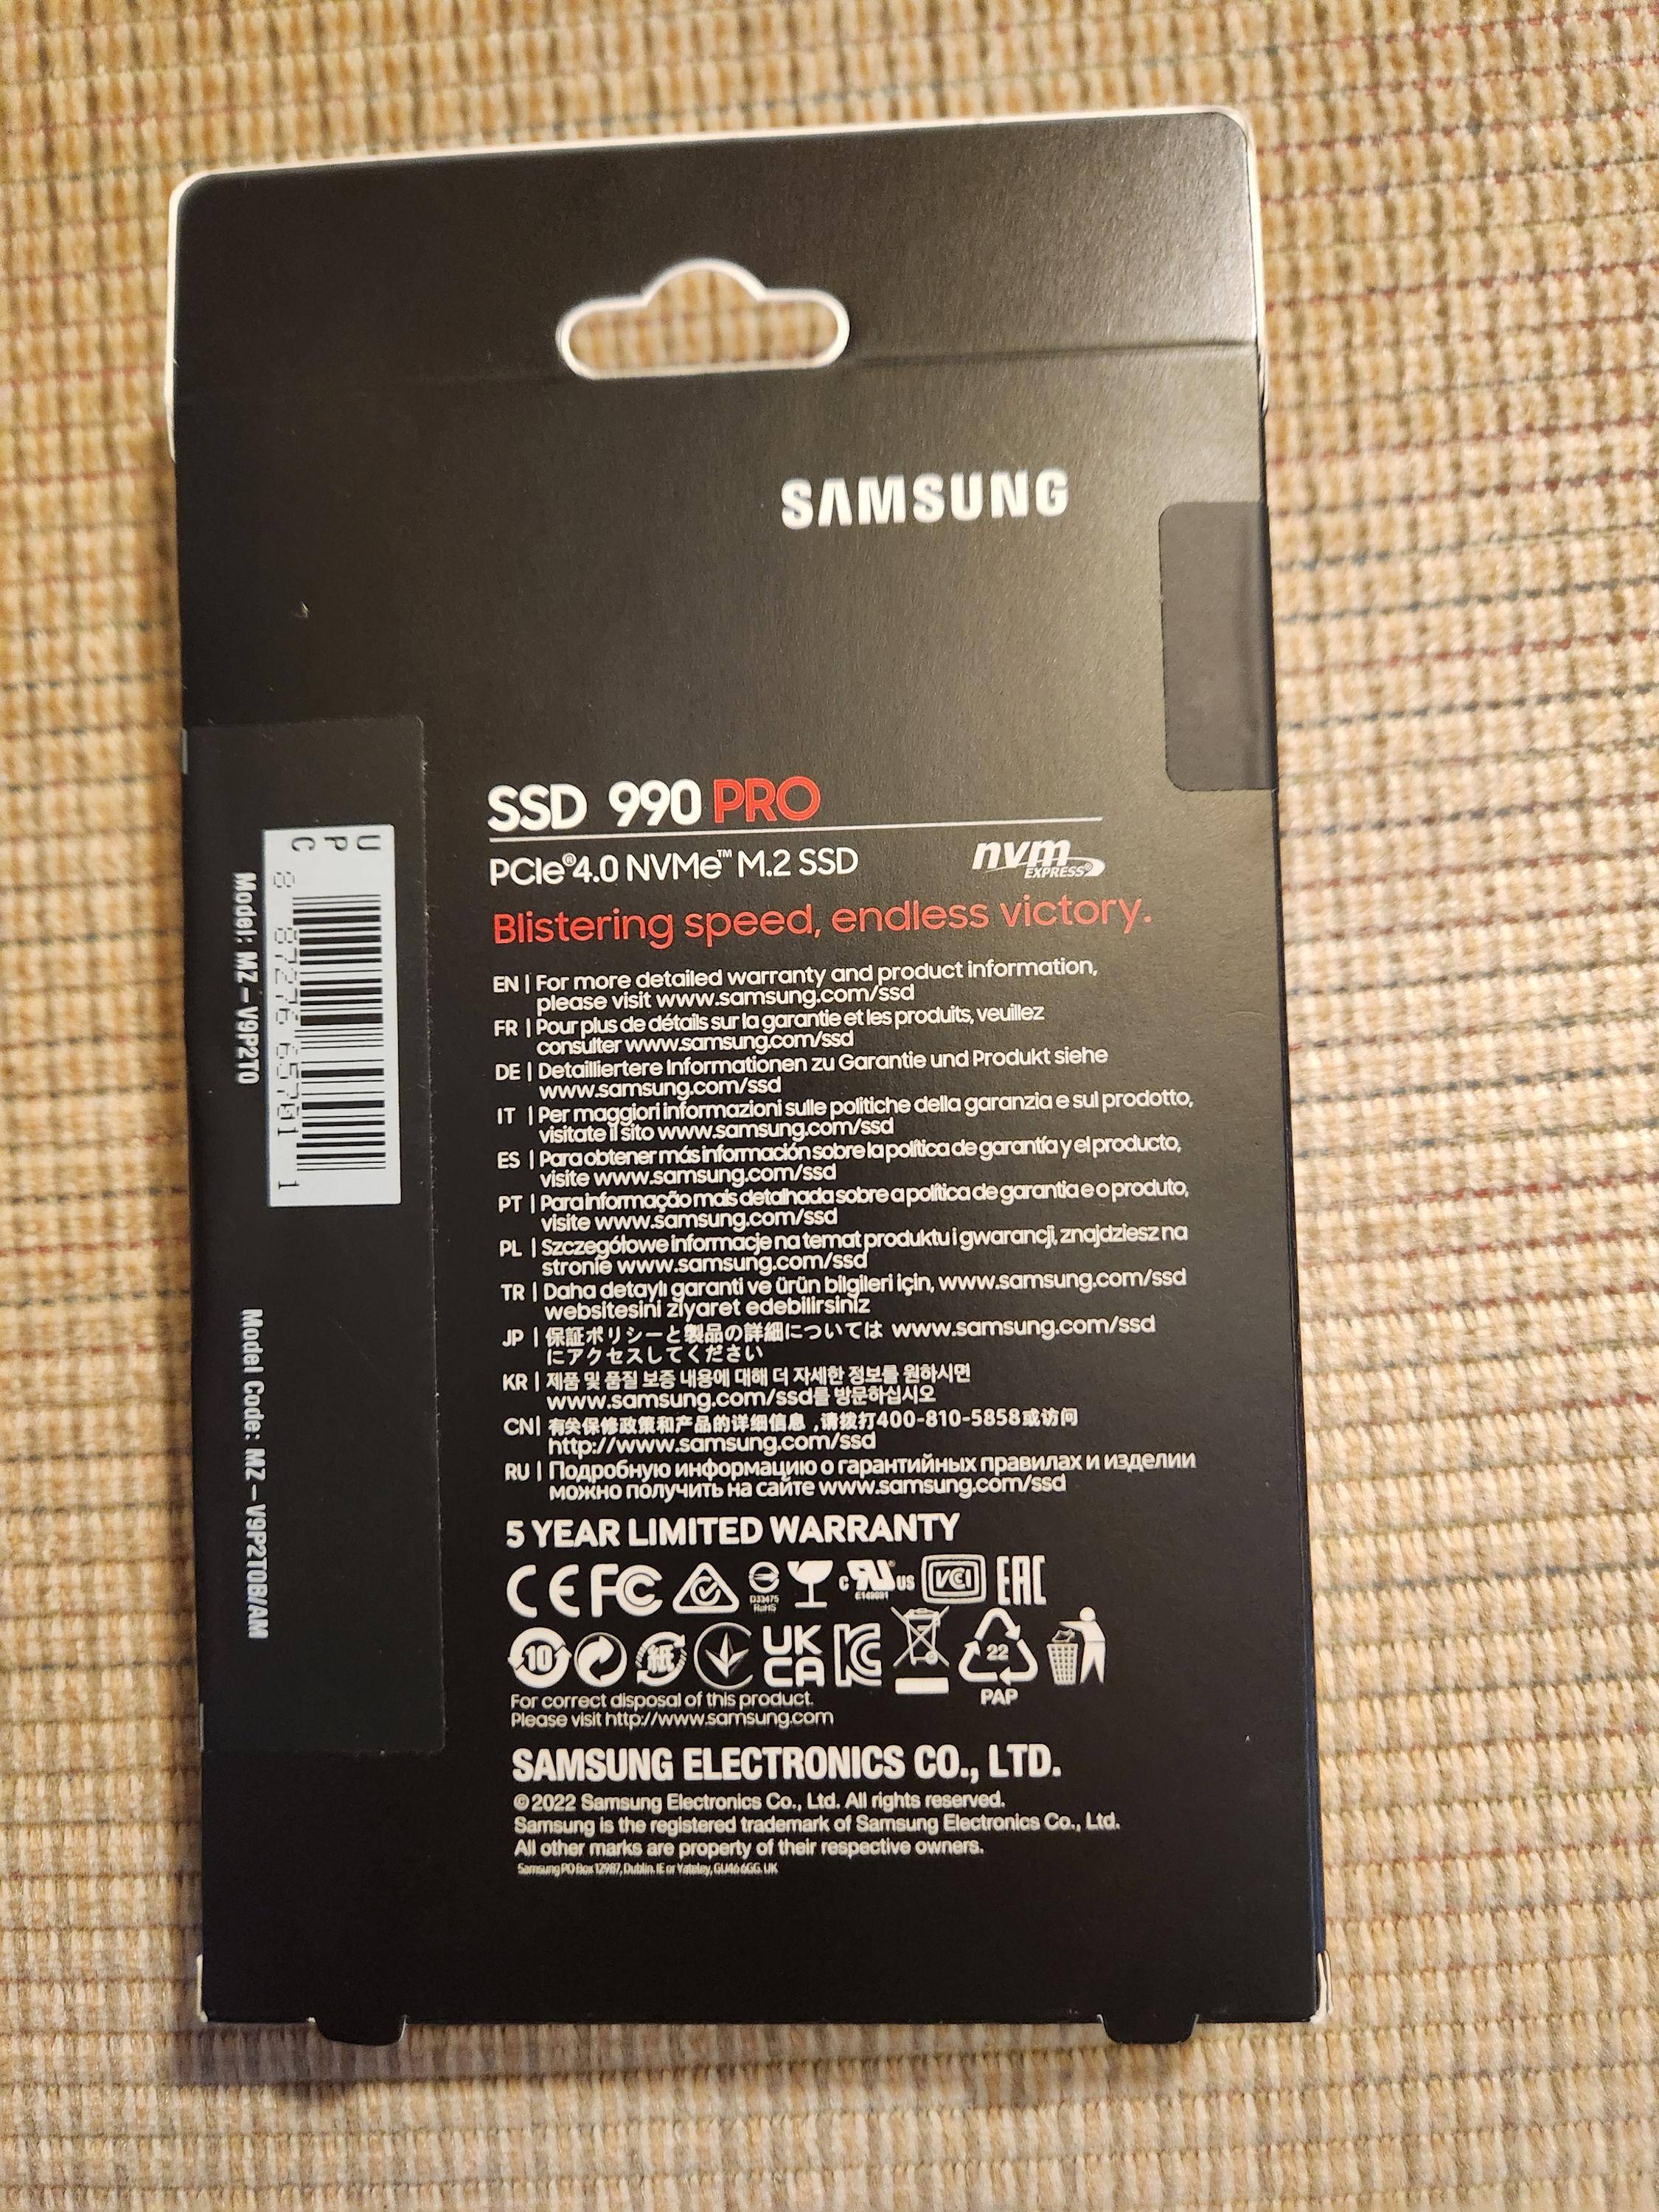 SAMSUNG
SSD 990 PRO
PCIe®4.0 NVMe™ M.2 SSD
nvm
EXPRESS®
Blistering speed, endless victory.
EN | For more detailed warranty and product information,
please visit www.samsung.com/ssd
FR | Pour plus de détails sur la garantie et les produits, veuillez
consulter www.samsung.com/ssd
DE | Detailliertere Informationen zu Garantie und Produkt siehe
www.samsung.com/ssd
IT | Per maggiori informazioni sulle politiche della garanzia e sul prodotto,
visitate il sito www.samsung.com/ssd
ES | Para obtener más información sobre la política de garantía y el producto,
visite www.samsung.com/ssd
PT | Para informação mais detalhada sobre a política de garantia e o produto,
visite www.samsung.com/ssd
PL | Szczegółowe informacje na temat produktu i gwarancji, znajdziesz na
stronie www.samsung.com/ssd
TR | Daha detaylı garanti ve ürün bilgileri için, www.samsung.com/ssd
websitesini ziyaret edebilirsiniz
JP | 保証ポリシーと製品の詳細については www.samsung.com/ssd
にアクセスしてください
KR | 제품 및 품질 보증 내용에 대해 더 자세한 정보를 원하시면
www.samsung.com/ssd를 방문하십시오
CN | 有关保修政策和产品的详细信息 ,请拨打400-810-5858或访问
http://www.samsung.com/ssd
RU | Подробную информацию о гарантийных правилах и изделии
можно получить на сайте www.samsung.com/ssd
5 YEAR LIMITED WARRANTY
CE FC D33475 RoHS c RU US E149091 VCI EAC
10 紙 UK CA KC 22 PAP
For correct disposal of this product.
Please visit http://www.samsung.com
SAMSUNG ELECTRONICS CO., LTD.
© 2022 Samsung Electronics Co., Ltd. All rights reserved.
Samsung is the registered trademark of Samsung Electronics Co., Ltd.
All other marks are property of their respective owners.
Samsung PO Box 12987, Dublin. IE or Yateley, GU46 6GG. UK
UPC
8 87276 65701 1
Model: MZ-V9P2T0
Model Code: MZ-V9P2T0B/AM